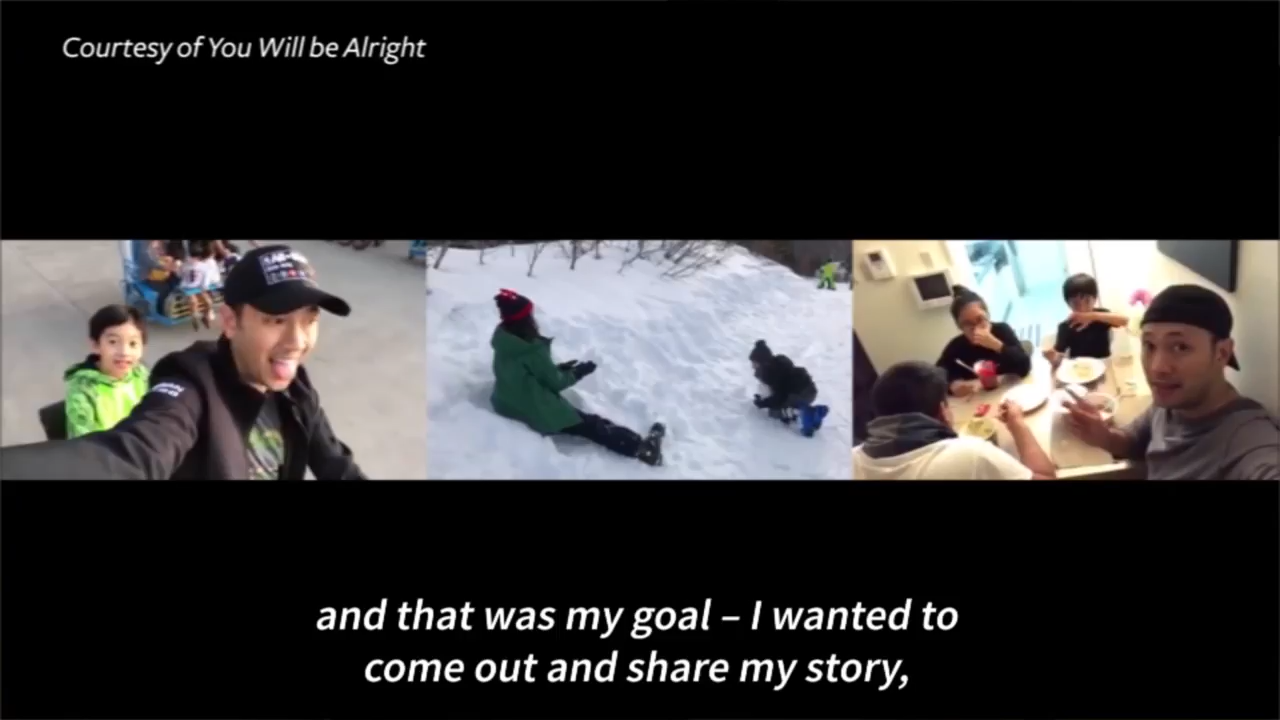 Courtesy of You Will be Alright
and that was my goal – I wanted to
come out and share my story,